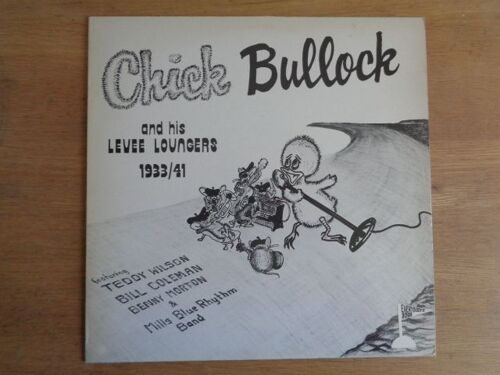 Chick Bullock
and his
LEVEE LOUNGERS
1933/41
featuring
TEDDY WILSON
BILL COLEMAN
BENNY MORTON
&
Mills Blue Rhythm
Band